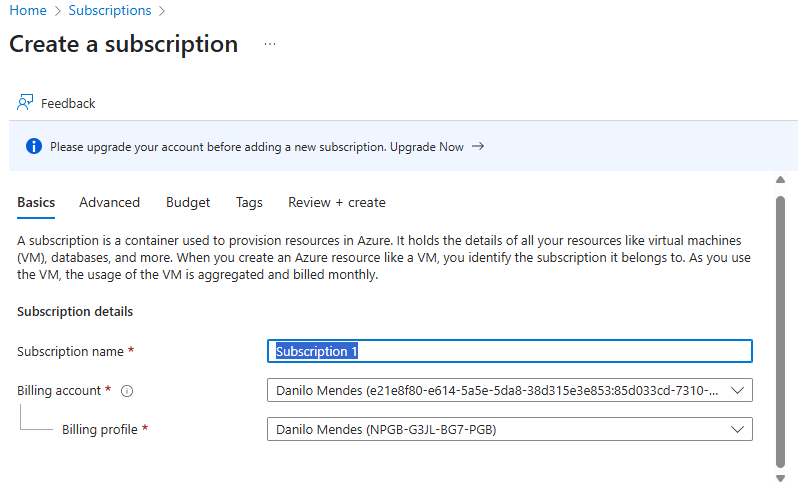 Home > Subscriptions >
Create a subscription ...
Feedback
Please upgrade your account before adding a new subscription. Upgrade Now →
Basics Advanced Budget Tags Review + create
A subscription is a container used to provision resources in Azure. It holds the details of all your resources like virtual machines
(VM), databases, and more. When you create an Azure resource like a VM, you identify the subscription it belongs to. As you use
the VM, the usage of the VM is aggregated and billed monthly.
Subscription details
Subscription name * Subscription 1
Billing account * Danilo Mendes (e21e8f80-e614-5a5e-5da8-38d315e3e853:85d033cd-7310-...
Billing profile * Danilo Mendes (NPGB-G3JL-BG7-PGB)